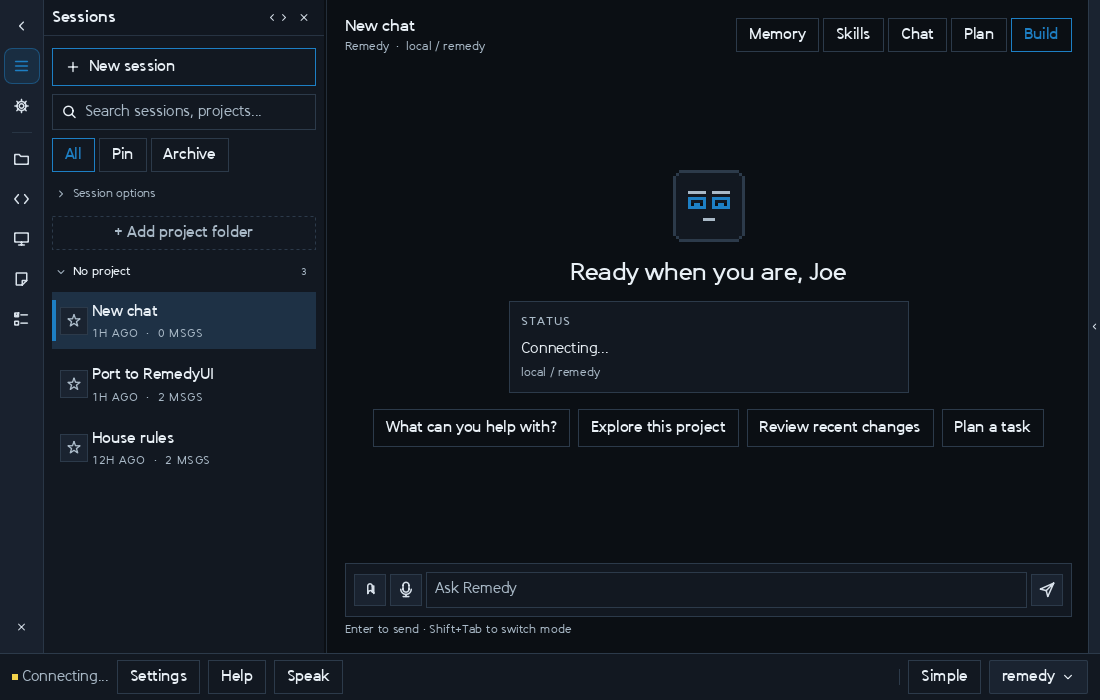 Sessions
New session
Search sessions, projects...
All
Pin
Archive
Session options
+ Add project folder
No project
3
New chat
1H AGO · 0 MSGS
Port to RemedyUI
1H AGO · 2 MSGS
House rules
12H AGO · 2 MSGS
New chat
Remedy · local / remedy
Memory
Skills
Chat
Plan
Build
Ready when you are, Joe
STATUS
Connecting...
local / remedy
What can you help with?
Explore this project
Review recent changes
Plan a task
Ask Remedy
Enter to send · Shift+Tab to switch mode
Connecting...
Settings
Help
Speak
Simple
remedy